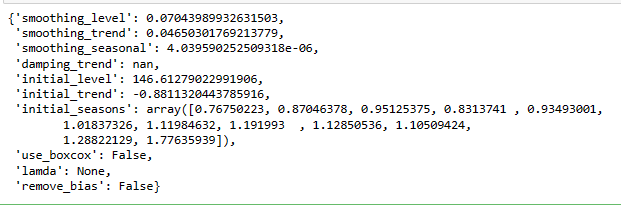 {'smoothing_level': 0.07043989932631503,
'smoothing_trend': 0.04650301769213779,
'smoothing_seasonal': 4.039590252509318e-06,
'damping_trend': nan,
'initial_level': 146.61279022991906,
'initial_trend': -0.8811320443785916,
'initial_seasons': array([0.76750223, 0.87046378, 0.95125375, 0.8313741 , 0.93493001,
1.01837326, 1.11984632, 1.191993 , 1.12850536, 1.10509424,
1.28822129, 1.77635939]),
'use_boxcox': False,
'lamda': None,
'remove_bias': False}